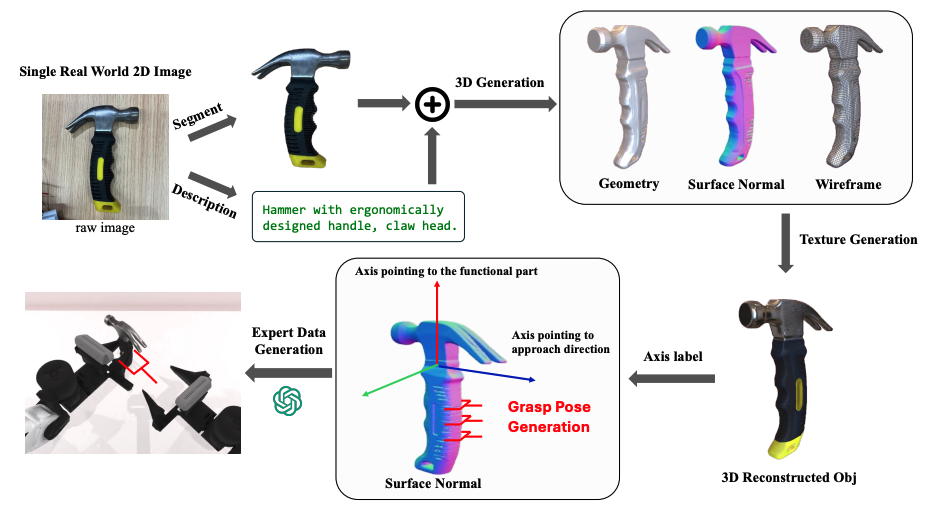 Single Real World 2D Image
raw image
Segment
Description
Hammer with ergonomically
designed handle, claw head.
3D Generation
Geometry
Surface Normal
Wireframe
Texture Generation
3D Reconstructed Obj
Axis label
Axis pointing to the functional part
Axis pointing to
approach direction
Grasp Pose
Generation
Surface Normal
Expert Data
Generation